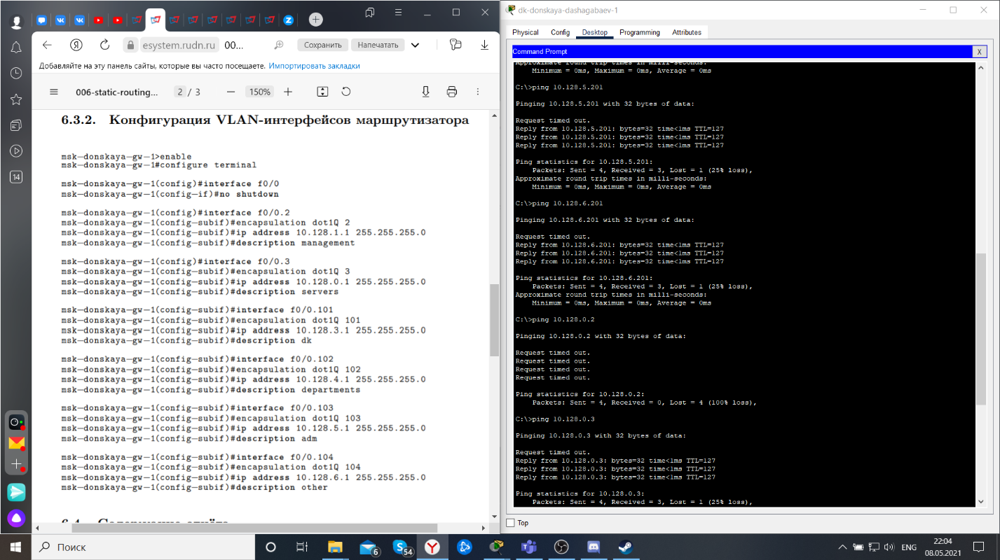 esystem.rudn.ru
00...
Сохранить
Напечатать
Добавляйте на эту панель сайты, которые вы часто посещаете.
Импортировать закладки
006-static-routing...
2 / 3
150%
14
6.3.2. Конфигурация VLAN-интерфейсов маршрутизатора
msk-donskaya-gw-1>enable
msk-donskaya-gw-1#configure terminal
msk-donskaya-gw-1(config)#interface f0/0
msk-donskaya-gw-1(config-if)#no shutdown
msk-donskaya-gw-1(config)#interface f0/0.2
msk-donskaya-gw-1(config-subif)#encapsulation dot1Q 2
msk-donskaya-gw-1(config-subif)#ip address 10.128.1.1 255.255.255.0
msk-donskaya-gw-1(config-subif)#description management
msk-donskaya-gw-1(config)#interface f0/0.3
msk-donskaya-gw-1(config-subif)#encapsulation dot1Q 3
msk-donskaya-gw-1(config-subif)#ip address 10.128.0.1 255.255.255.0
msk-donskaya-gw-1(config-subif)#description servers
msk-donskaya-gw-1(config-subif)#interface f0/0.101
msk-donskaya-gw-1(config-subif)#encapsulation dot1Q 101
msk-donskaya-gw-1(config-subif)#ip address 10.128.3.1 255.255.255.0
msk-donskaya-gw-1(config-subif)#description dk
msk-donskaya-gw-1(config-subif)#interface f0/0.102
msk-donskaya-gw-1(config-subif)#encapsulation dot1Q 102
msk-donskaya-gw-1(config-subif)#ip address 10.128.4.1 255.255.255.0
msk-donskaya-gw-1(config-subif)#description departments
msk-donskaya-gw-1(config-subif)#interface f0/0.103
msk-donskaya-gw-1(config-subif)#encapsulation dot1Q 103
msk-donskaya-gw-1(config-subif)#ip address 10.128.5.1 255.255.255.0
msk-donskaya-gw-1(config-subif)#description adm
msk-donskaya-gw-1(config-subif)#interface f0/0.104
msk-donskaya-gw-1(config-subif)#encapsulation dot1Q 104
msk-donskaya-gw-1(config-subif)#ip address 10.128.6.1 255.255.255.0
msk-donskaya-gw-1(config-subif)#description other
6.4. Содержание отчёта
dk-donskaya-dashagabaev-1
Physical Config Desktop Programming Attributes
Command Prompt
X
Approximate round trip times in milli-seconds:
Minimum = 0ms, Maximum = 0ms, Average = 0ms
C:\>ping 10.128.5.201
Pinging 10.128.5.201 with 32 bytes of data:
Request timed out.
Reply from 10.128.5.201: bytes=32 time<1ms TTL=127
Reply from 10.128.5.201: bytes=32 time<1ms TTL=127
Reply from 10.128.5.201: bytes=32 time<1ms TTL=127
Ping statistics for 10.128.5.201:
Packets: Sent = 4, Received = 3, Lost = 1 (25% loss),
Approximate round trip times in milli-seconds:
Minimum = 0ms, Maximum = 0ms, Average = 0ms
C:\>ping 10.128.6.201
Pinging 10.128.6.201 with 32 bytes of data:
Request timed out.
Reply from 10.128.6.201: bytes=32 time<1ms TTL=127
Reply from 10.128.6.201: bytes=32 time<1ms TTL=127
Reply from 10.128.6.201: bytes=32 time<1ms TTL=127
Ping statistics for 10.128.6.201:
Packets: Sent = 4, Received = 3, Lost = 1 (25% loss),
Approximate round trip times in milli-seconds:
Minimum = 0ms, Maximum = 0ms, Average = 0ms
C:\>ping 10.128.0.2
Pinging 10.128.0.2 with 32 bytes of data:
Request timed out.
Request timed out.
Request timed out.
Request timed out.
Ping statistics for 10.128.0.2:
Packets: Sent = 4, Received = 0, Lost = 4 (100% loss),
C:\>ping 10.128.0.3
Pinging 10.128.0.3 with 32 bytes of data:
Request timed out.
Reply from 10.128.0.3: bytes=32 time<1ms TTL=127
Reply from 10.128.0.3: bytes=32 time<1ms TTL=127
Reply from 10.128.0.3: bytes=32 time<1ms TTL=127
Ping statistics for 10.128.0.3:
Packets: Sent = 4, Received = 3, Lost = 1 (25% loss),
Top
Поиск
6
54
ENG
22:04
08.05.2021